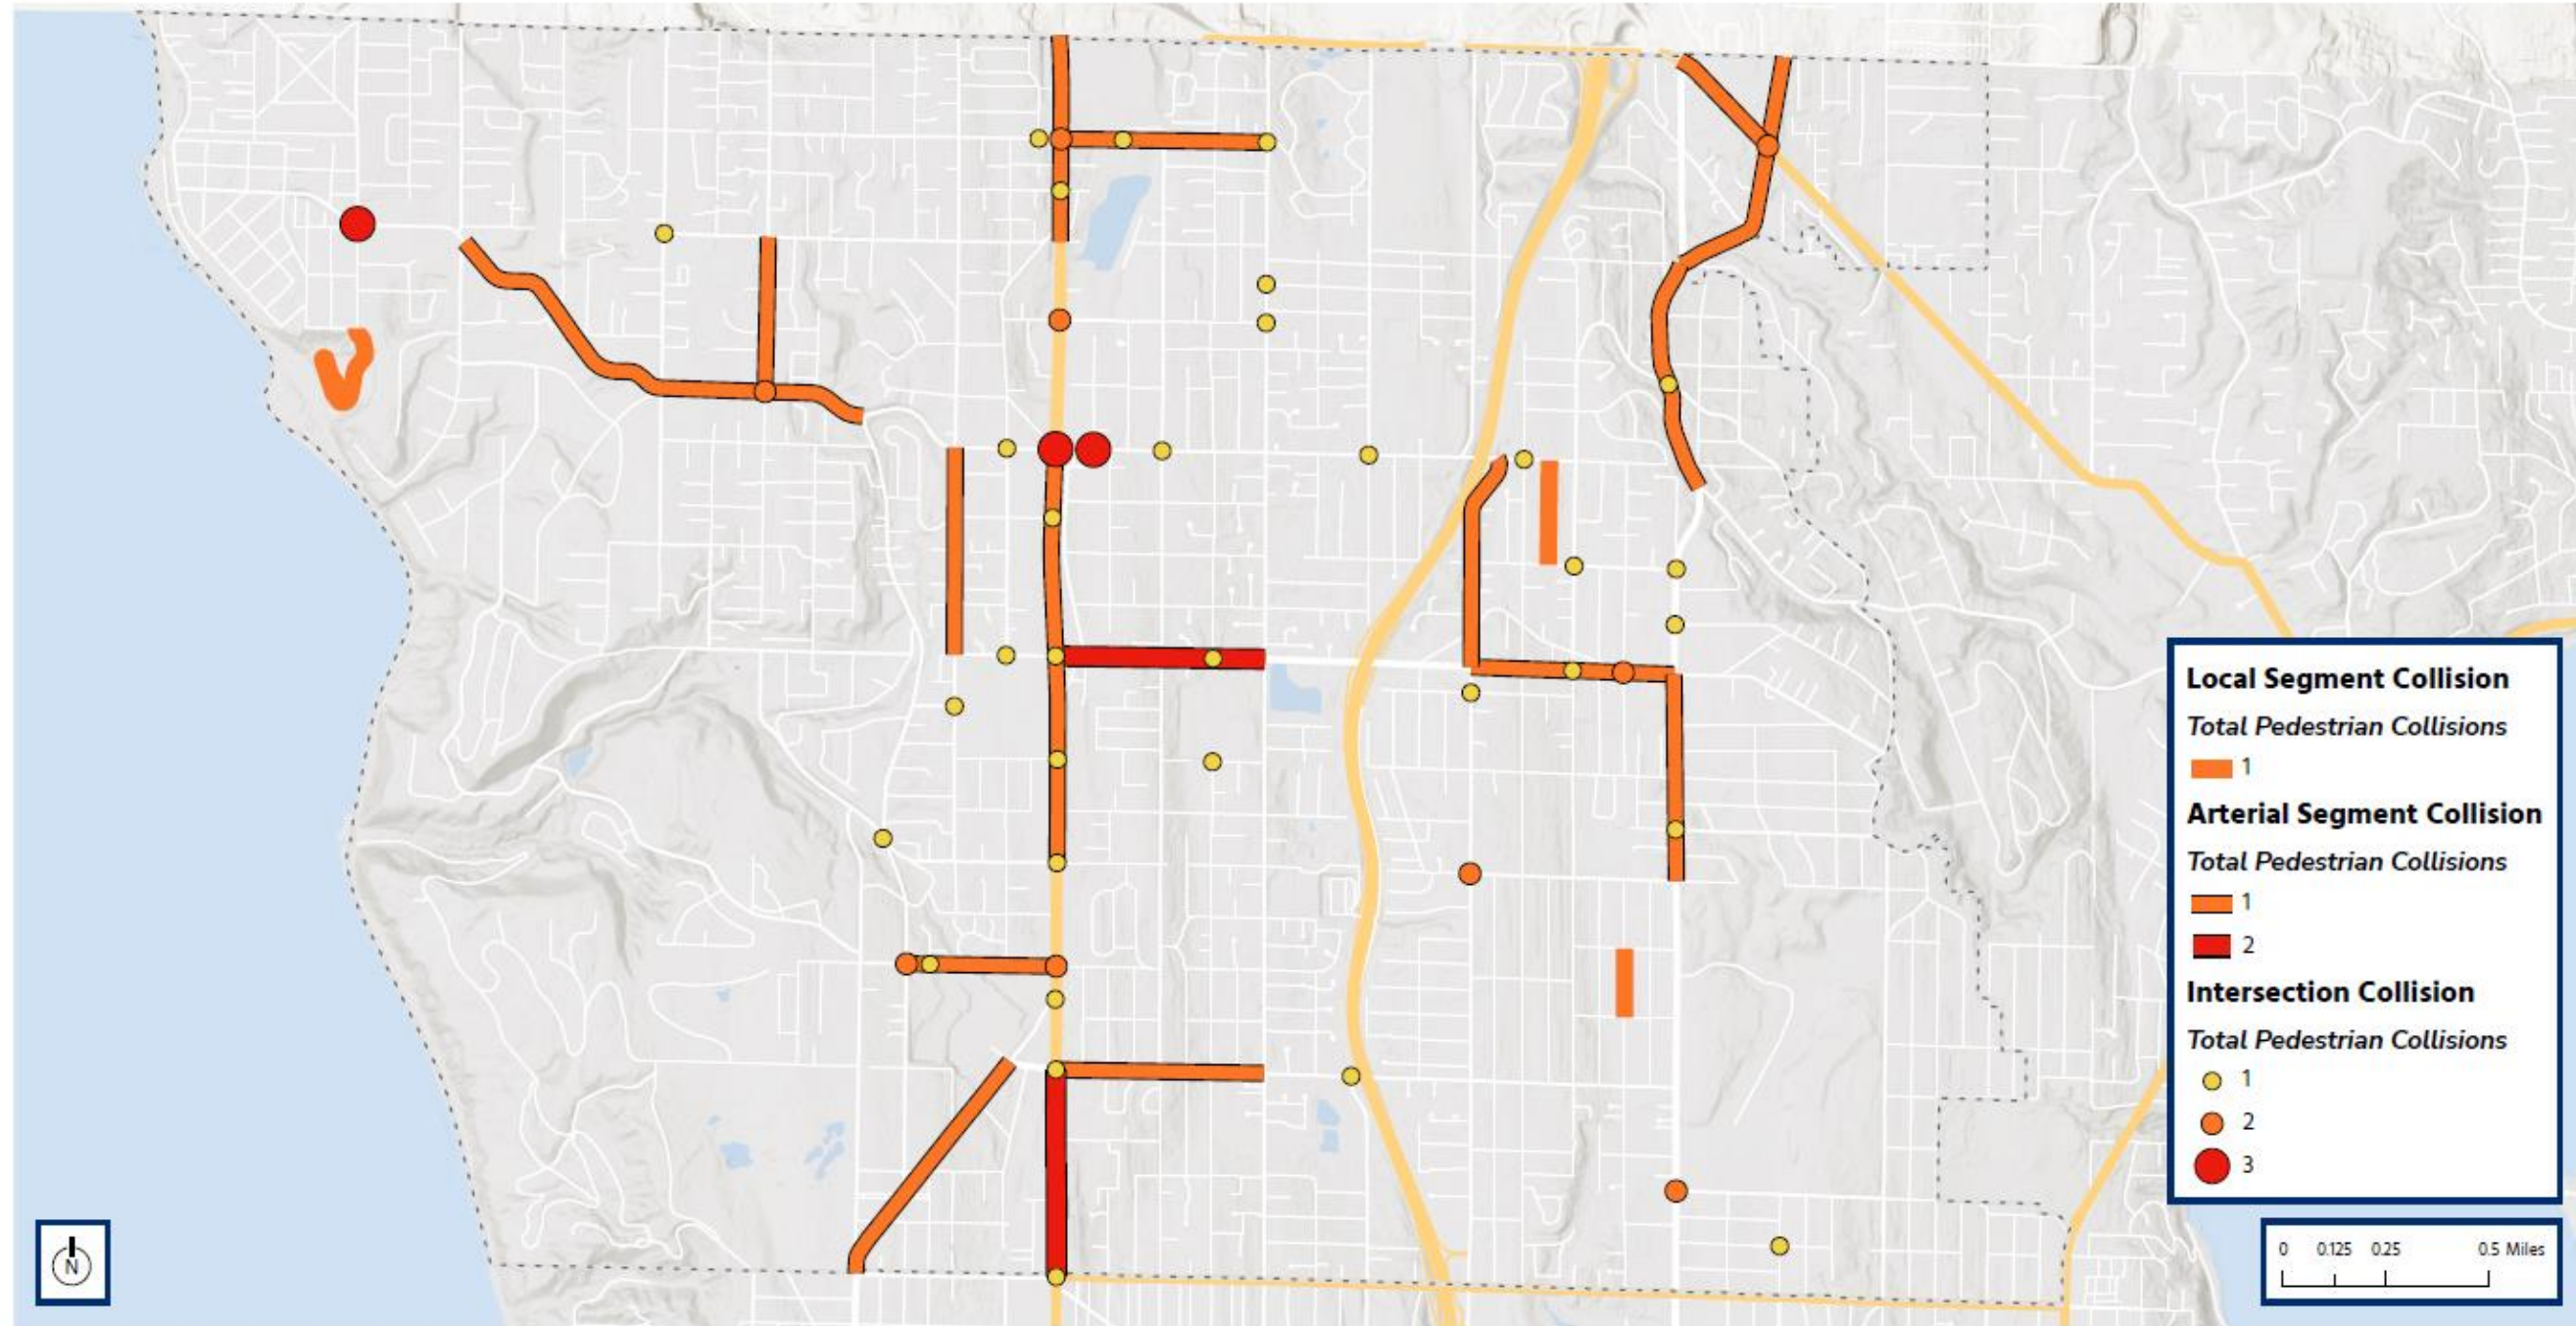 Local Segment Collision
Total Pedestrian Collisions
1
Arterial Segment Collision
Total Pedestrian Collisions
1
2
Intersection Collision
Total Pedestrian Collisions
1
2
3
N
0 0.125 0.25 0.5 Miles